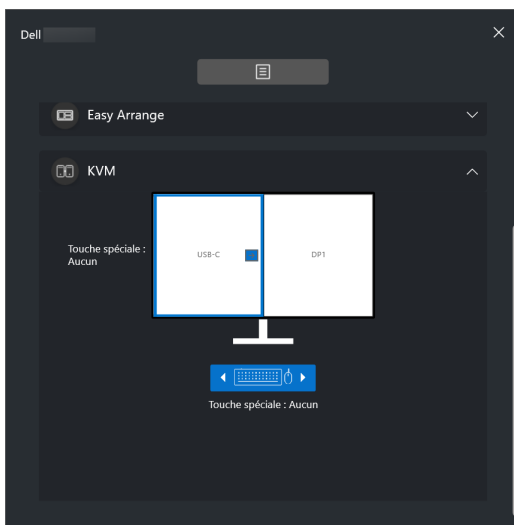 Dell
Easy Arrange
KVM
Touche spéciale :
Aucun
USB-C
DP1
Touche spéciale : Aucun